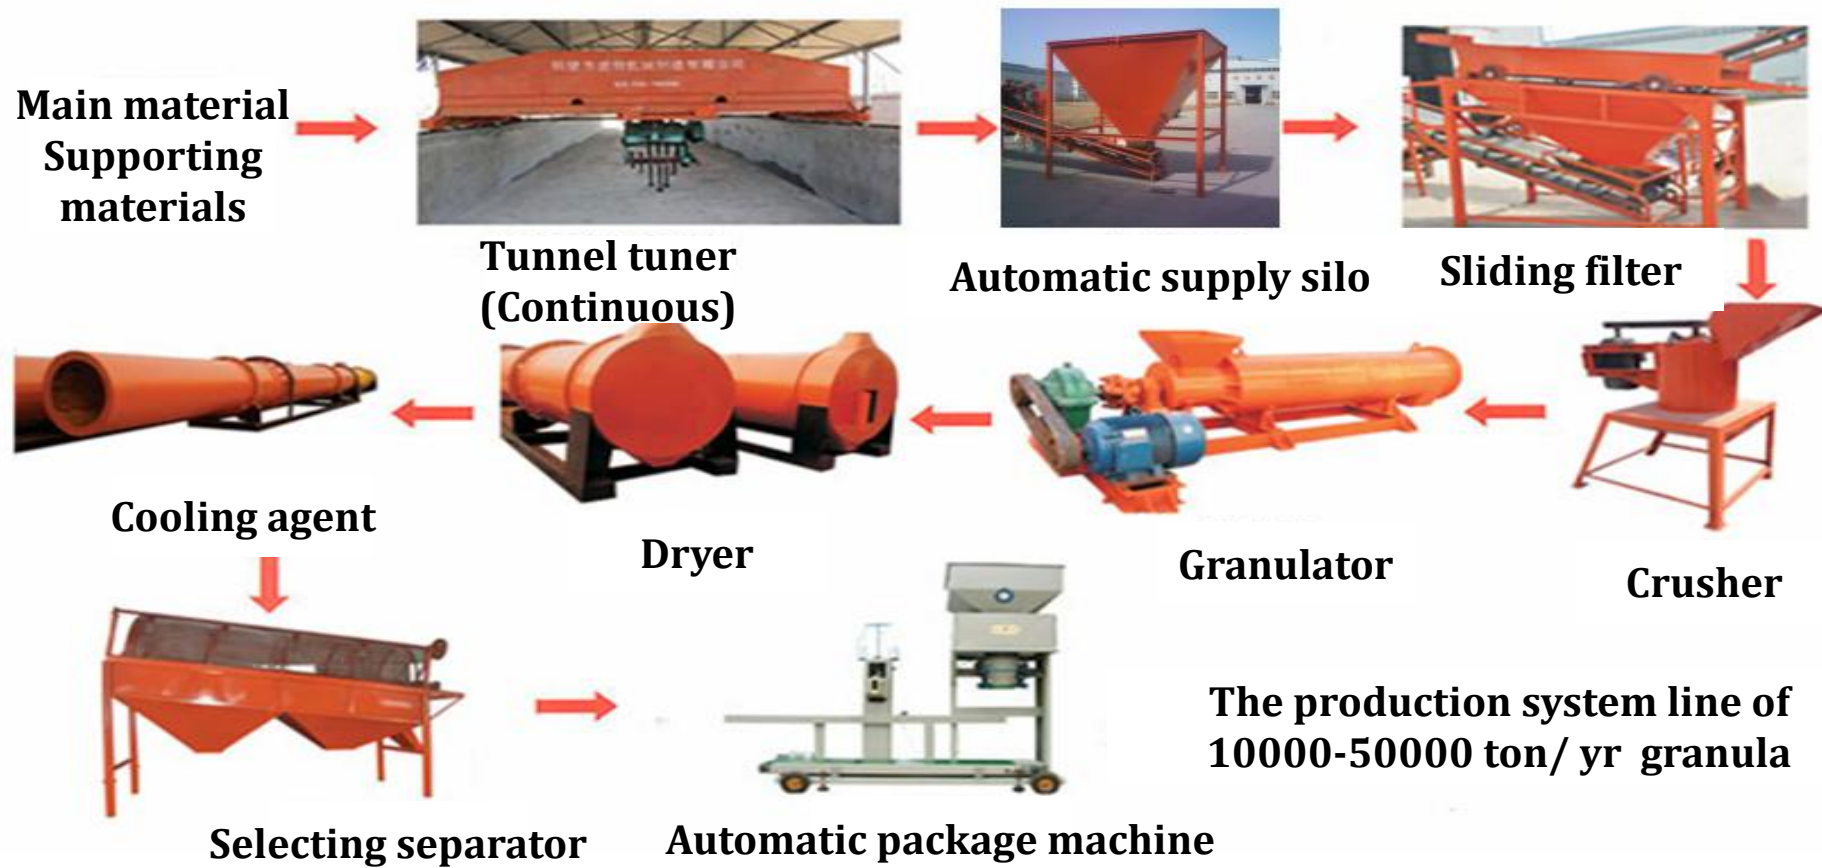 Main material
Supporting
materials
Tunnel tuner
(Continuous)
Automatic supply silo
Sliding filter
Cooling agent
Dryer
Granulator
Crusher
The production system line of
10000-50000 ton/ yr granula
Selecting separator
Automatic package machine